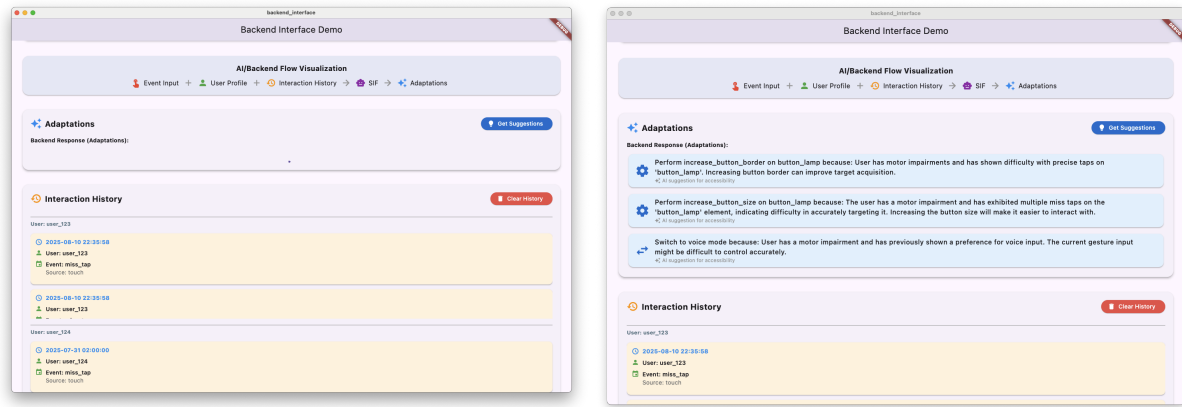 backend_interface
Backend Interface Demo
DEBUG
AI/Backend Flow Visualization
Event Input + User Profile + Interaction History → SIF → Adaptations
Adaptations
Get Suggestions
Backend Response (Adaptations):
Interaction History
Clear History
User: user_123
2025-08-10 22:35:58
User: user_123
Event: miss_tap
Source: touch
2025-08-10 22:35:58
User: user_123
User: user_124
2025-07-31 02:00:00
User: user_124
Event: miss_tap
Source: touch
backend_interface
Backend Interface Demo
DEBUG
AI/Backend Flow Visualization
Event Input + User Profile + Interaction History → SIF → Adaptations
Adaptations
Get Suggestions
Backend Response (Adaptations):
Perform increase_button_border on button_lamp because: User has motor impairments and has shown difficulty with precise taps on
'button_lamp'. Increasing button border can improve target acquisition.
AI suggestion for accessibility
Perform increase_button_size on button_lamp because: The user has a motor impairment and has exhibited multiple miss taps on the
'button_lamp' element, indicating difficulty in accurately targeting it. Increasing the button size will make it easier to interact with.
AI suggestion for accessibility
Switch to voice mode because: User has a motor impairment and has previously shown a preference for voice input. The current gesture input
might be difficult to control accurately.
AI suggestion for accessibility
Interaction History
Clear History
User: user_123
2025-08-10 22:35:58
User: user_123
Event: miss_tap
Source: touch